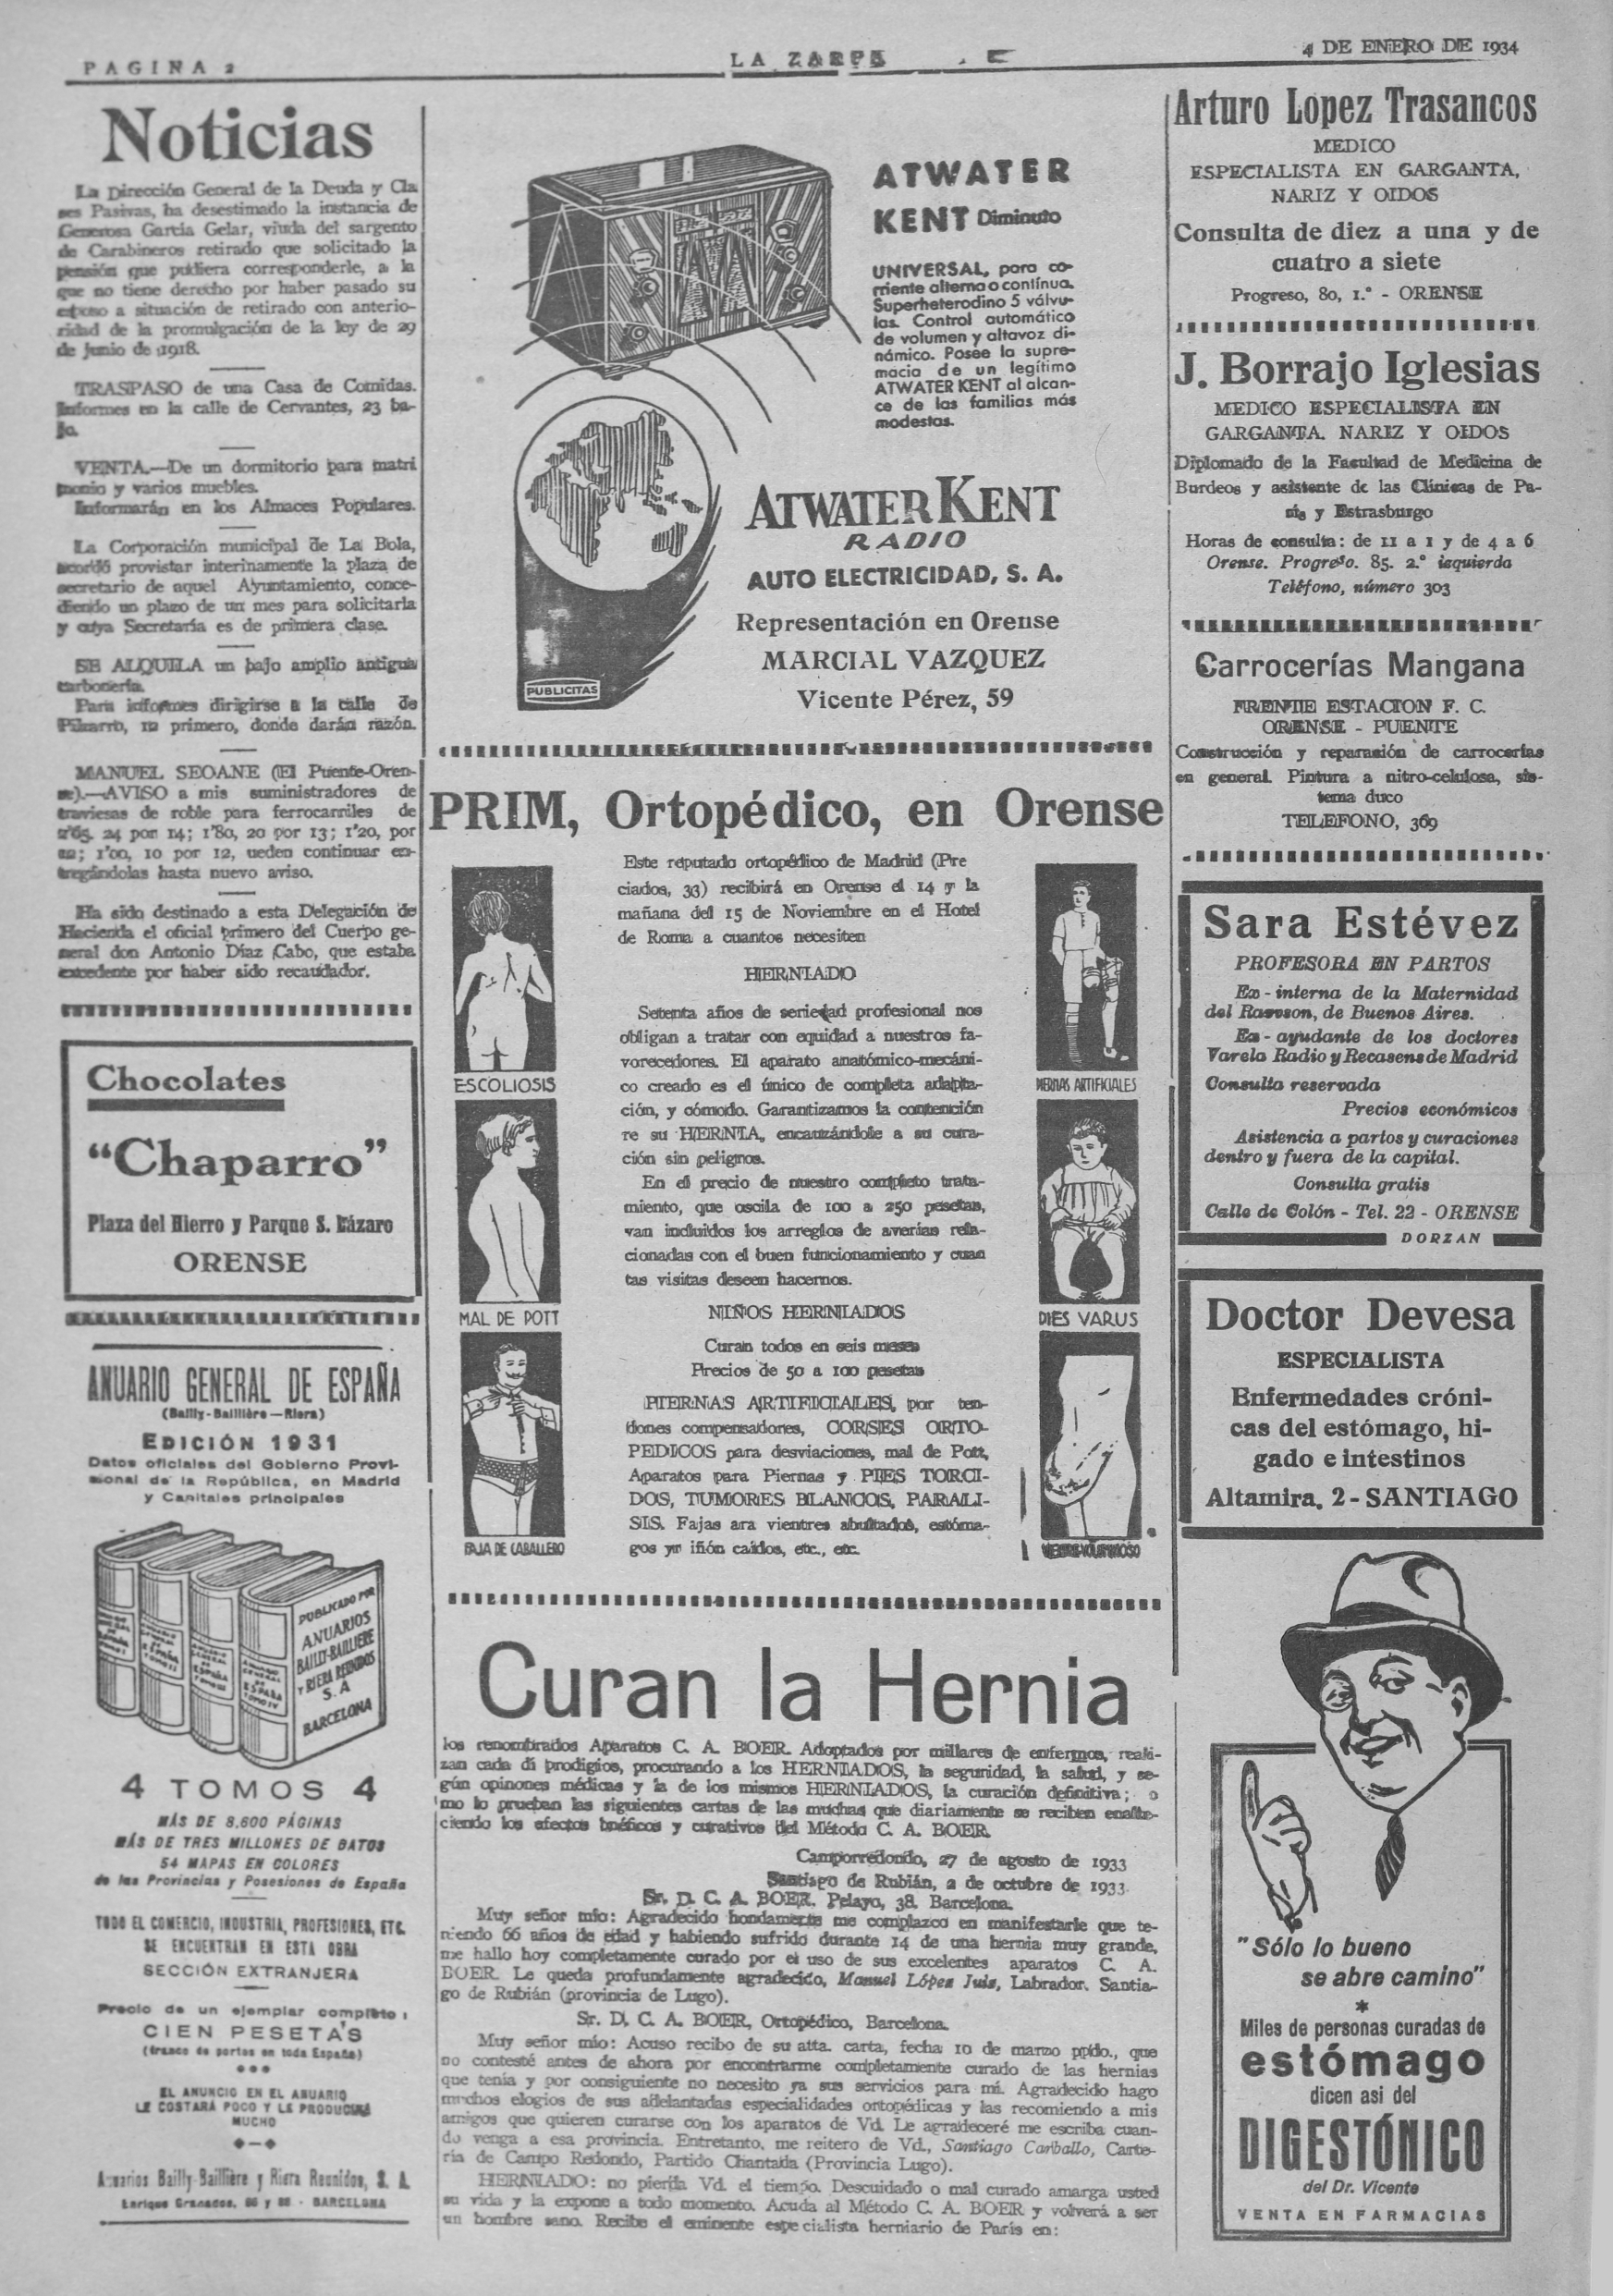 PAGINA 2
LA ZARPA
4 DE ENERO DE 1934
Noticias
La Dirección General de la Deuda y Cla
ses Pasivas, ha desestimado la instancia de
Generosa García Gelar, viuda del sargento
de Carabineros retirado que solicitado la
pensión que pudiera corresponderle, a la
que no tiene derecho por haber pasado su
esposo a situación de retirado con anterio-
ridad de la promulgación de la ley de 29
de junio de 1918.
TRASPASO de una Casa de Comidas.
Informes en la calle de Cervantes, 23 ba-
jo.
VENTA.—De un dormitorio para matri
monio y varios muebles.
Informarán en los Almaces Populares.
La Corporación municipal de La Bola,
acordó provistar interinamente la plaza de
secretario de aquel Ayuntamiento, conce-
diendo un plazo de un mes para solicitarla
y cuya Secretaría es de primera clase.
SE ALQUILA un bajo amplio antigua
carbonería.
Para informes dirigirse a la calle de
Pizarro, 12 primero, donde darán razón.
MANUEL SEOANE (El Puente-Oren-
se).—AVISO a mis suministradores de
traviesas de roble para ferrocarriles de
2'65. 24 por 14; 1'80, 20 por 13; 1'20, por
12; 1'00, 10 por 12, ueden continuar en-
tregándolas hasta nuevo aviso.
Ha sido destinado a esta Delegación de
Hacienda el oficial primero del Cuerpo ge-
neral don Antonio Díaz Cabo, que estaba
excedente por haber sido recaudador.
Chocolates
"Chaparro"
Plaza del Hierro y Parque S. Lázaro
ORENSE
ANUARIO GENERAL DE ESPAÑA
(Bailly-Baillière—Riera)
EDICIÓN 1931
Datos oficiales del Gobierno Provi-
sional de la República, en Madrid
y Capitales principales
PUBLICADO POR
ANUARIOS
BAILLY-BAILLIERE
Y RIERA REUNIDOS
S. A
BARCELONA
4 TOMOS 4
MÁS DE 8.600 PÁGINAS
MÁS DE TRES MILLONES DE DATOS
54 MAPAS EN COLORES
de las Provincias y Posesiones de España
TODO EL COMERCIO, INDUSTRIA, PROFESIONES, ETC.
SE ENCUENTRAN EN ESTA OBRA
SECCIÓN EXTRANJERA
Precio de un ejemplar completo:
CIEN PESETAS
(franco de portes en toda España)
EL ANUNCIO EN EL ANUARIO
LE COSTARÁ POCO Y LE PRODUCIRÁ
MUCHO
Anuarios Bailly-Baillière y Riera Reunidos, S. A.
Enrique Granados, 86 y 88 - BARCELONA
ATWATER
KENT Diminuto
UNIVERSAL, para co-
rriente alterna o contínua.
Superheterodino 5 válvu-
las. Control automático
de volumen y altavoz di-
námico. Posee la supre-
macia de un legítimo
ATWATER KENT al alcan-
ce de las familias más
modestas.
ATWATER KENT
RADIO
AUTO ELECTRICIDAD, S. A.
Representación en Orense
MARCIAL VAZQUEZ
Vicente Pérez, 59
PUBLICITAS
PRIM, Ortopédico, en Orense
Este reputado ortopédico de Madrid (Pre
ciados, 33) recibirá en Orense el 14 y la
mañana del 15 de Noviembre en el Hotel
de Roma a cuantos necesiten
HERNIADO
Setenta años de seriedad profesional nos
obligan a tratar con equidad a nuestros fa-
vorecedores. El aparato anatómico-mecáni-
co creado es el único de completa adapta-
ción, y cómodo. Garantizamos la contención
re su HERNIA, encauzándole a su cura-
ción sin peligros.
En el precio de nuestro completo trata-
miento, que oscila de 100 a 250 pesetas,
van incluidos los arreglos de averías rela-
cionadas con el buen funcionamiento y cuan
tas visitas deseen hacernos.
NIÑOS HERNIADOS
Curan todos en seis meses
Precios de 50 a 100 pesetas
PIERNAS ARTIFICIALES, por ten-
dones compensadores, CORSES ORTO-
PEDICOS para desviaciones, mal de Pott,
Aparatos para Piernas y PIES TORCI-
DOS, TUMORES BLANCOS, PARALI-
SIS. Fajas ara vientres abultados, estóma-
gos yr iñón caídos, etc., etc.
ESCOLIOSIS
MAL DE POTT
FAJA DE CABALLERO
PIERNAS ARTIFICIALES
DIES VARUS
VIENTRE VOLUMINOSO
Curan la Hernia
los renombrados Aparatos C. A. BOER. Adoptados por millares de enfermos, reali-
zan cada di prodigios, procurando a los HERNIADOS, la seguridad, la salud, y se-
gún opinones médicas y la de los mismos HERNIADOS, la curación definitiva; o
mo lo prueban las siguientes cartas de las muchas que diariamente se reciben enalte-
ciendo los efectos bnéficos y curativos del Método C. A. BOER.
Camporredondo, 27 de agosto de 1933
Santiago de Rubián, 2 de octubre de 1933.
Sr. D. C. A. BOER. Pelayo, 38. Barcelona.
Muy señor mío: Agradecido hondamente me complazco en manifestarle que te-
niendo 66 años de edad y habiendo sufrido durante 14 de una hernia muy grande,
me hallo hoy completamente curado por el uso de sus excelentes aparatos C. A.
BOER. Le queda profundamente agradecido, Manuel López Juis, Labrador. Santia-
go de Rubián (provincia de Lugo).
Sr. D. C. A. BOER, Ortopédico, Barcelona.
Muy señor mío: Acuso recibo de su atta. carta, fecha 10 de marzo ppdo., que
no contesté antes de ahora por encontrarme completamente curado de las hernias
que tenía y por consiguiente no necesito ya sus servicios para mí. Agradecido hago
muchos elogios de sus adelantadas especialidades ortopédicas y las recomiendo a mis
amigos que quieren curarse con los aparatos de Vd. Le agradeceré me escriba cuan-
do venga a esa provincia. Entretanto, me reitero de Vd., Santiago Carballo, Carte-
ría de Campo Redondo, Partido Chantada (Provincia Lugo).
HERNIADO: no pierda Vd. el tiempo. Descuidado o mal curado amarga usted
su vida y la expone a todo momento. Acuda al Método C. A. BOER y volverá a ser
un hombre sano. Recibe el eminente especialista herniario de París en:
Arturo Lopez Trasancos
MEDICO
ESPECIALISTA EN GARGANTA,
NARIZ Y OIDOS
Consulta de diez a una y de
cuatro a siete
Progreso, 80, 1.º - ORENSE
J. Borrajo Iglesias
MEDICO ESPECIALISTA EN
GARGANTA. NARIZ Y OIDOS
Diplomado de la Facultad de Medicina de
Burdeos y asistente de las Clínicas de Pa-
rís y Estrasburgo
Horas de consulta: de 11 a 1 y de 4 a 6
Orense. Progreso. 85. 2.º izquierda
Teléfono, número 303
Carrocerías Mangana
FRENTE ESTACION F. C.
ORENSE - PUENTE
Construcción y reparasión de carrocerías
en general. Pintura a nitro-celulosa, sis-
tema duco
TELEFONO, 369
Sara Estévez
PROFESORA EN PARTOS
Ex-interna de la Maternidad
del Rawson, de Buenos Aires.
Ex-ayudante de los doctores
Varela Radio y Recasens de Madrid
Consulta reservada
Precios económicos
Asistencia a partos y curaciones
dentro y fuera de la capital.
Consulta gratis
Calle de Colón - Tel. 22 - ORENSE
DORZAN
Doctor Devesa
ESPECIALISTA
Enfermedades cróni-
cas del estómago, hi-
gado e intestinos
Altamira, 2 - SANTIAGO
"Sólo lo bueno
se abre camino"
Miles de personas curadas de
estómago
dicen asi del
DIGESTÓNICO
del Dr. Vicente
VENTA EN FARMACIAS